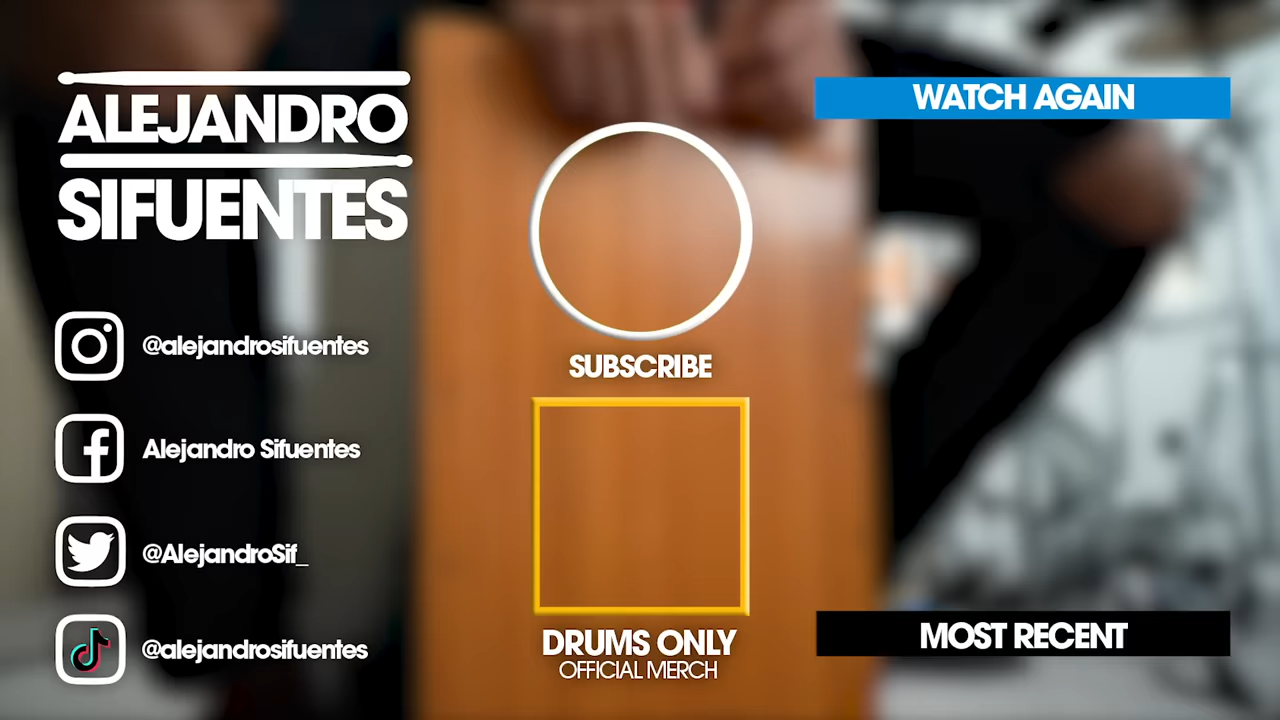 ALEJANDRO
SIFUENTES
@alejandrosifuentes
Alejandro Sifuentes
@AlejandroSif_
@alejandrosifuentes
SUBSCRIBE
DRUMS ONLY
OFFICIAL MERCH
WATCH AGAIN
MOST RECENT